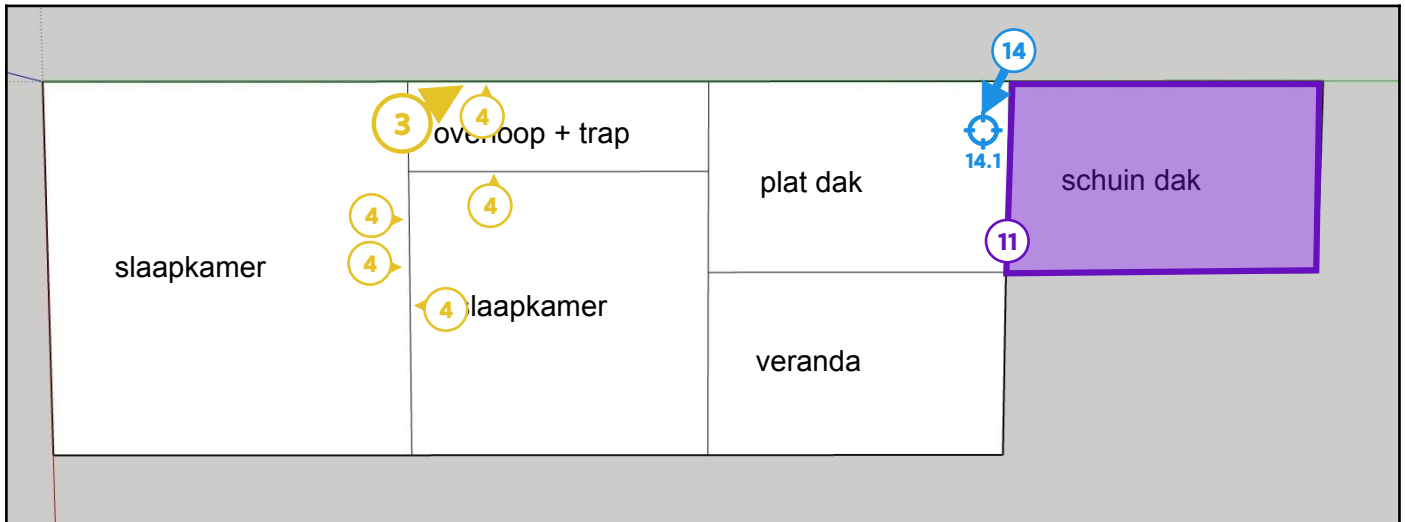 14
3
4
overloop + trap
14.1
plat dak
schuin dak
4
4
11
4
slaapkamer
4
slaapkamer
veranda